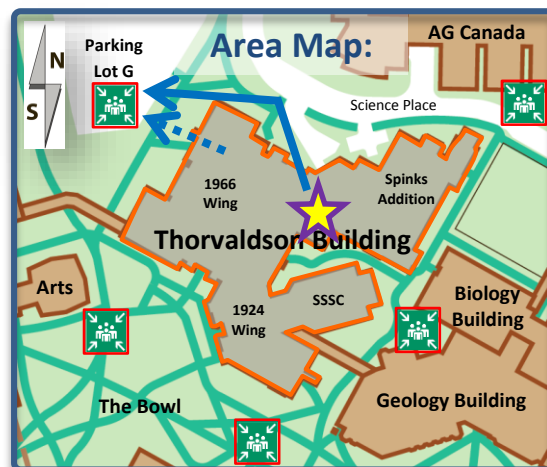 Area Map:
AG Canada
Parking
Lot G
N
S
Science Place
1966
Wing
Spinks
Addition
Thorvaldson Building
Arts
1924
Wing
SSSC
Biology
Building
The Bowl
Geology Building